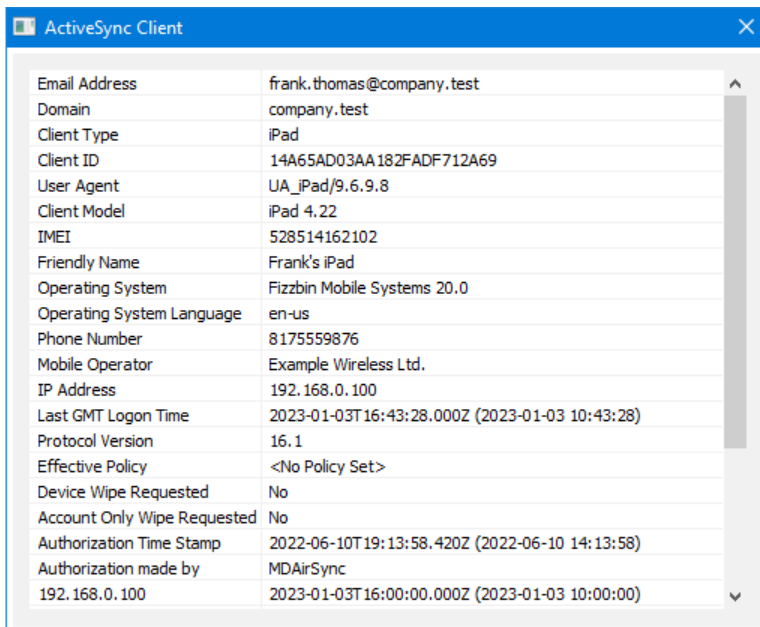 ActiveSync Client
Email Address frank.thomas@company.test
Domain company.test
Client Type iPad
Client ID 14A65AD03AA182FADF712A69
User Agent UA_iPad/9.6.9.8
Client Model iPad 4.22
IMEI 528514162102
Friendly Name Frank's iPad
Operating System Fizzbin Mobile Systems 20.0
Operating System Language en-us
Phone Number 8175559876
Mobile Operator Example Wireless Ltd.
IP Address 192.168.0.100
Last GMT Logon Time 2023-01-03T16:43:28.000Z (2023-01-03 10:43:28)
Protocol Version 16.1
Effective Policy <No Policy Set>
Device Wipe Requested No
Account Only Wipe Requested No
Authorization Time Stamp 2022-06-10T19:13:58.420Z (2022-06-10 14:13:58)
Authorization made by MDAirSync
192.168.0.100 2023-01-03T16:00:00.000Z (2023-01-03 10:00:00)